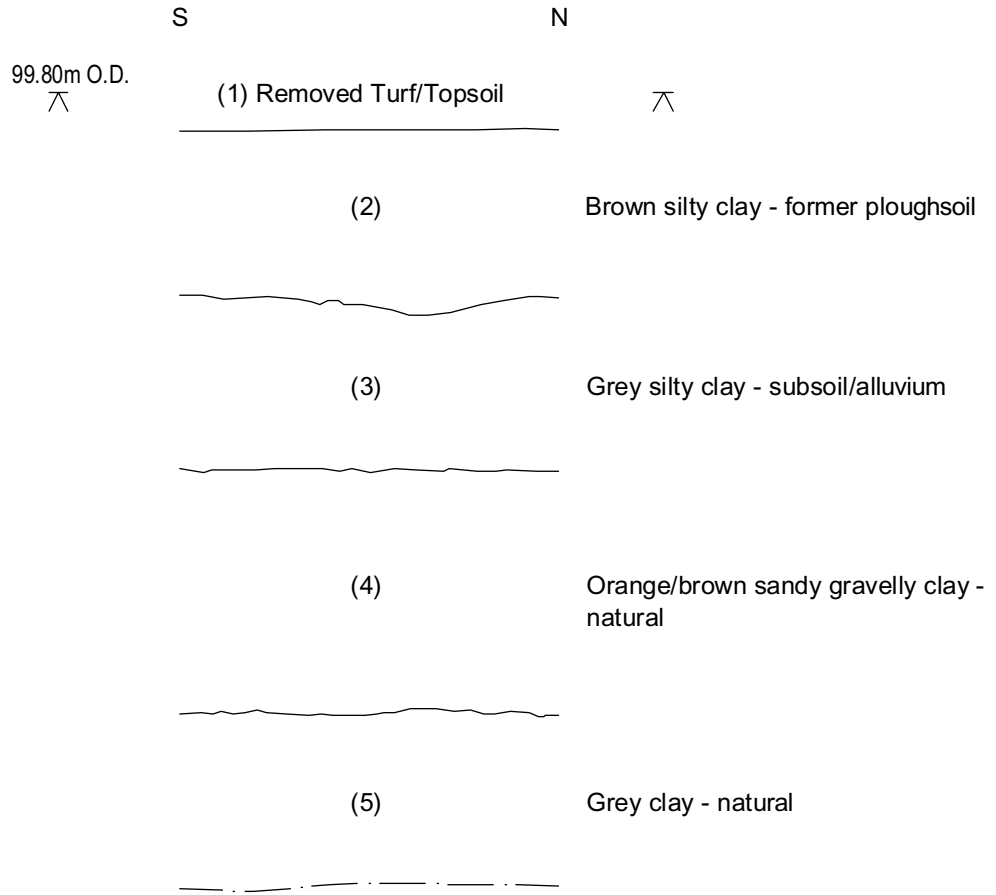 S N
99.80m O.D.
(1) Removed Turf/Topsoil
(2) Brown silty clay - former ploughsoil
(3) Grey silty clay - subsoil/alluvium
(4) Orange/brown sandy gravelly clay -
natural
(5) Grey clay - natural